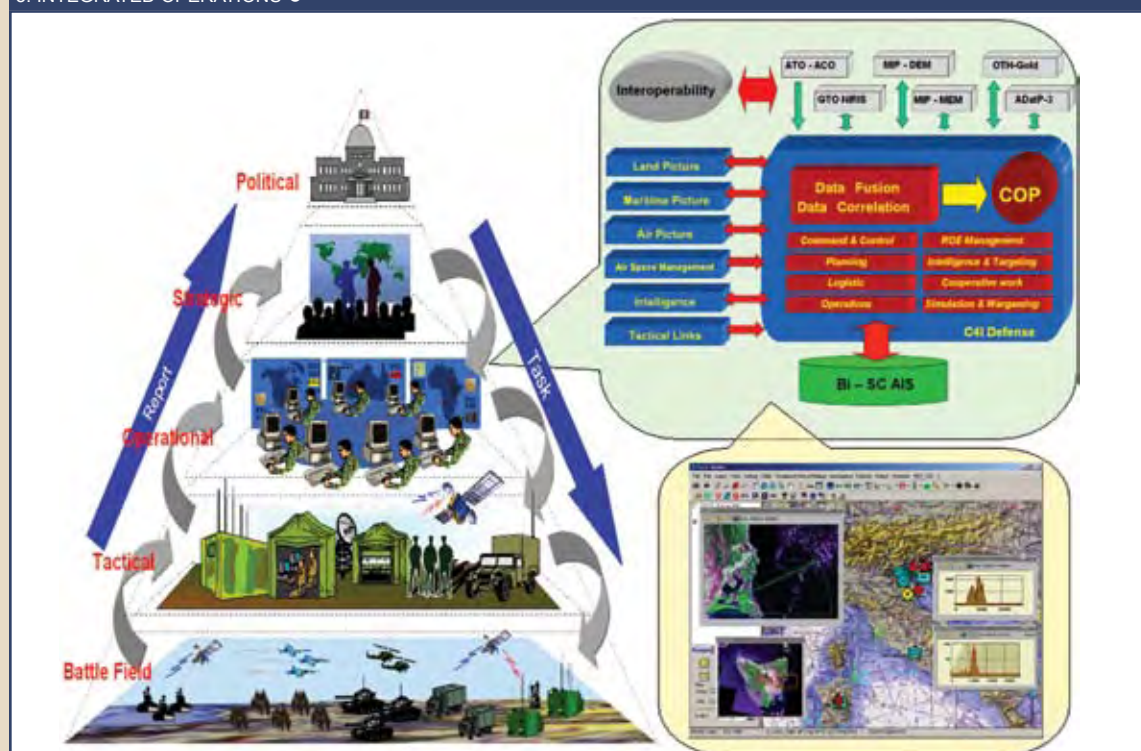 Political
Strategic
Operational
Tactical
Battle Field
Report
Task
Interoperability
ATO - ACO
MIP - DEM
OTH-Gold
GTO NIRIS
MIP - MEM
ADatP-3
Land Picture
Maritime Picture
Air Picture
Air Space Management
Intelligence
Tactical Links
Data Fusion
Data Correlation
COP
Command & Control
ROE Management
Planning
Intelligence & Targeting
Logistic
Cooperative work
Operations
Simulation & Wargaming
C4I Defense
Bi – SC AIS